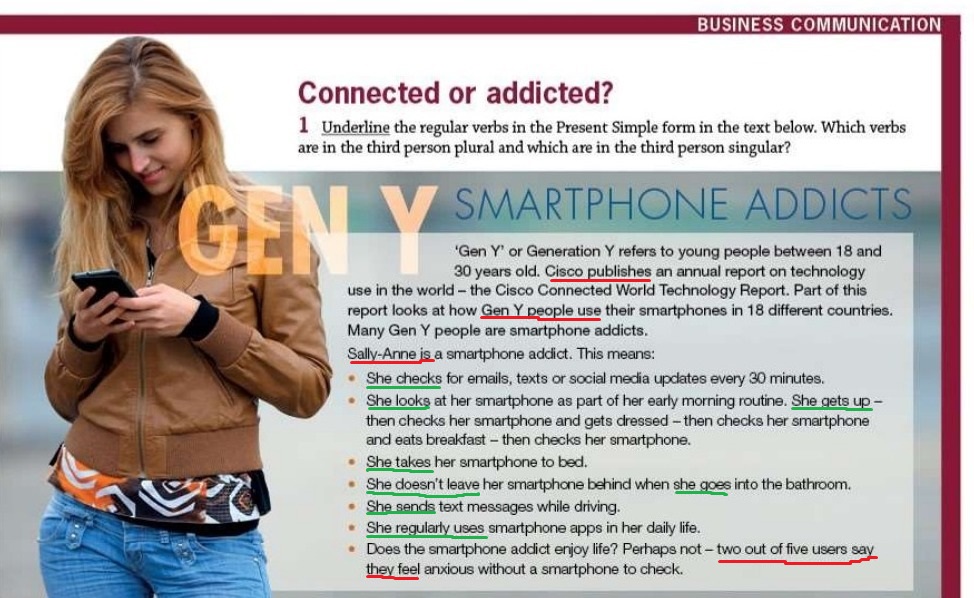 BUSINESS COMMUNICATION
Connected or addicted?
1 Underline the regular verbs in the Present Simple form in the text below. Which verbs
are in the third person plural and which are in the third person singular?
GEN Y SMARTPHONE ADDICTS
‘Gen Y’ or Generation Y refers to young people between 18 and
30 years old. Cisco publishes an annual report on technology
use in the world – the Cisco Connected World Technology Report. Part of this
report looks at how Gen Y people use their smartphones in 18 different countries.
Many Gen Y people are smartphone addicts.
Sally-Anne is a smartphone addict. This means:
• She checks for emails, texts or social media updates every 30 minutes.
• She looks at her smartphone as part of her early morning routine. She gets up –
then checks her smartphone and gets dressed – then checks her smartphone
and eats breakfast – then checks her smartphone.
• She takes her smartphone to bed.
• She doesn’t leave her smartphone behind when she goes into the bathroom.
• She sends text messages while driving.
• She regularly uses smartphone apps in her daily life.
• Does the smartphone addict enjoy life? Perhaps not – two out of five users say
they feel anxious without a smartphone to check.